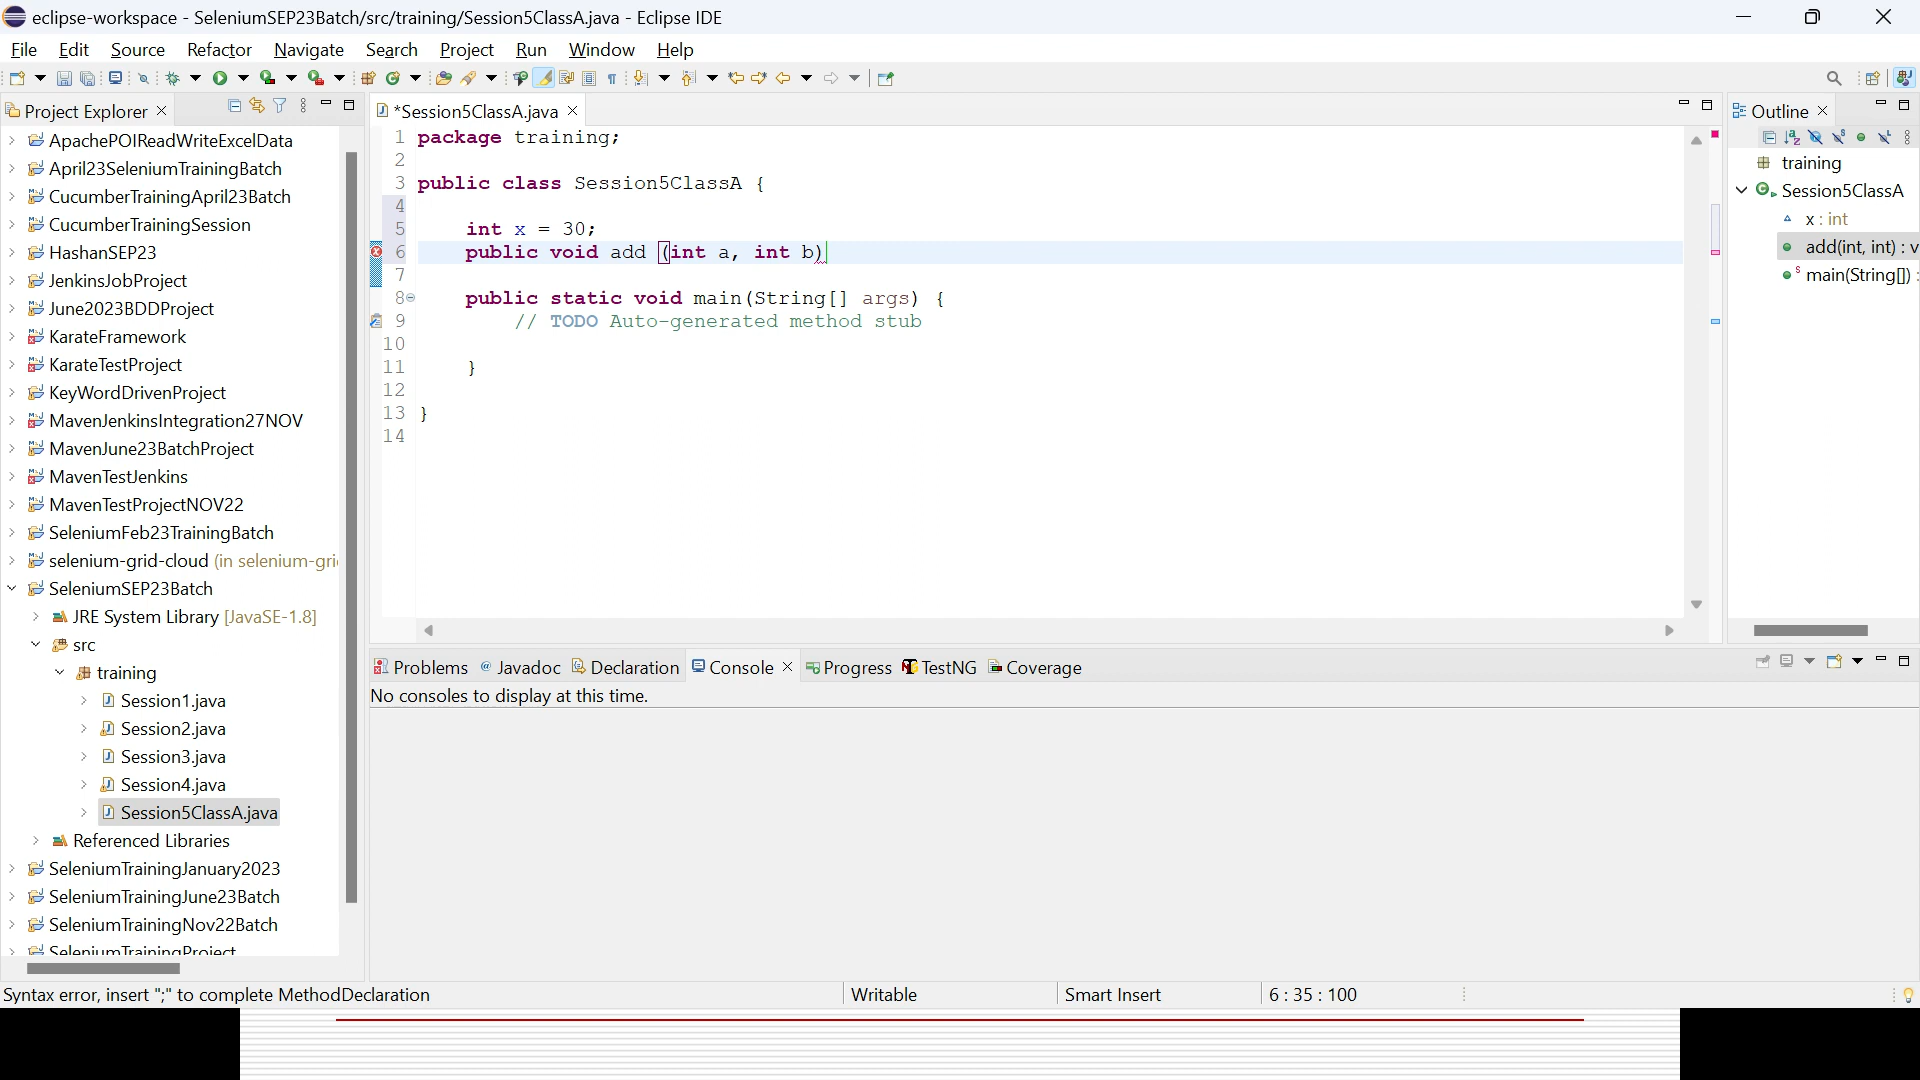 eclipse-workspace - SeleniumSEP23Batch/src/training/Session5ClassA.java - Eclipse IDE
File Edit Source Refactor Navigate Search Project Run Window Help
Project Explorer
ApachePOIReadWriteExcelData
April23SeleniumTrainingBatch
CucumberTrainingApril23Batch
CucumberTrainingSession
HashanSEP23
JenkinsJobProject
June2023BDDProject
KarateFramework
KarateTestProject
KeyWordDrivenProject
MavenJenkinsIntegration27NOV
MavenJune23BatchProject
MavenTestJenkins
MavenTestProjectNOV22
SeleniumFeb23TrainingBatch
selenium-grid-cloud (in selenium-gri
SeleniumSEP23Batch
JRE System Library [JavaSE-1.8]
src
training
Session1.java
Session2.java
Session3.java
Session4.java
Session5ClassA.java
Referenced Libraries
SeleniumTrainingJanuary2023
SeleniumTrainingJune23Batch
SeleniumTrainingNov22Batch
SeleniumTrainingProject
*Session5ClassA.java
1 package training;
2
3 public class Session5ClassA {
4
5 int x = 30;
6 public void add (int a, int b)
7
8 public static void main(String[] args) {
9 // TODO Auto-generated method stub
10
11 }
12
13 }
14
Outline
training
Session5ClassA
x : int
add(int, int) : v
main(String[]) :
Problems @ Javadoc Declaration Console Progress TestNG Coverage
No consoles to display at this time.
Syntax error, insert ";" to complete MethodDeclaration Writable Smart Insert 6 : 35 : 100